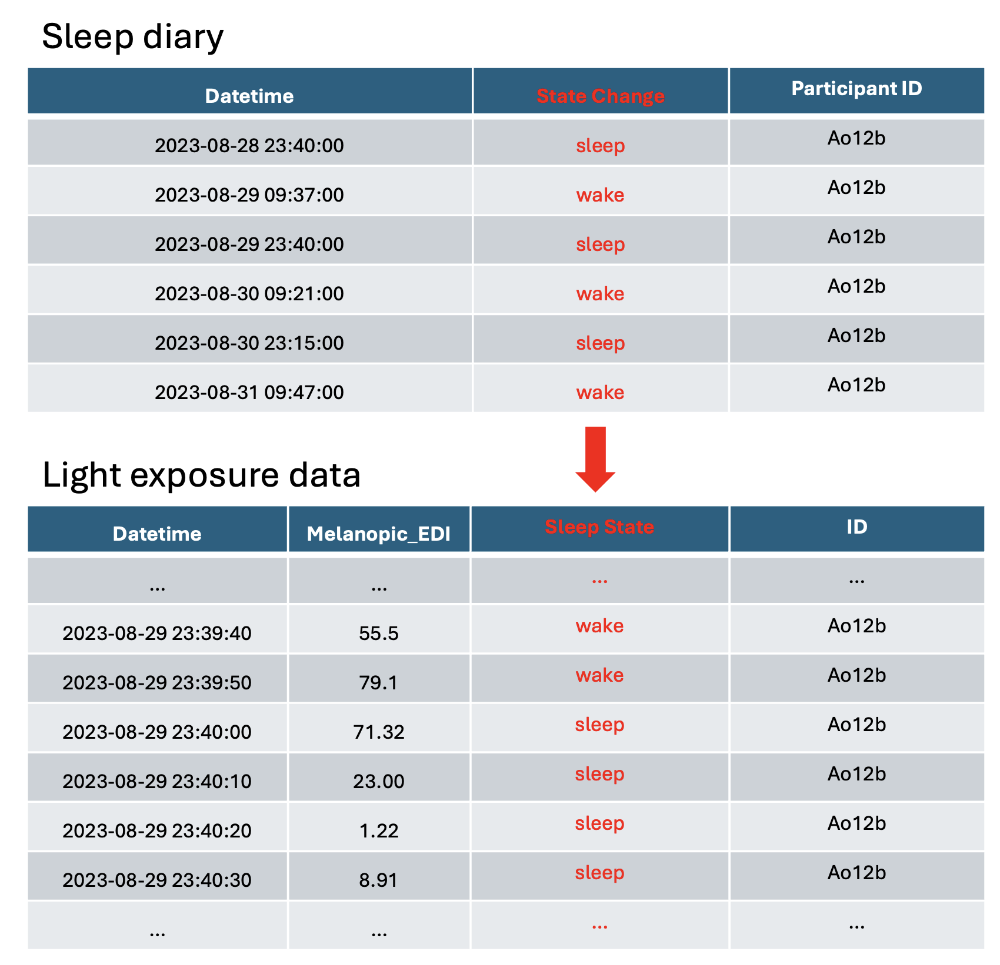 Sleep diary
Datetime State Change Participant ID
2023-08-28 23:40:00 sleep Ao12b
2023-08-29 09:37:00 wake Ao12b
2023-08-29 23:40:00 sleep Ao12b
2023-08-30 09:21:00 wake Ao12b
2023-08-30 23:15:00 sleep Ao12b
2023-08-31 09:47:00 wake Ao12b
Light exposure data
Datetime Melanopic_EDI Sleep State ID
... ... ... ...
2023-08-29 23:39:40 55.5 wake Ao12b
2023-08-29 23:39:50 79.1 wake Ao12b
2023-08-29 23:40:00 71.32 sleep Ao12b
2023-08-29 23:40:10 23.00 sleep Ao12b
2023-08-29 23:40:20 1.22 sleep Ao12b
2023-08-29 23:40:30 8.91 sleep Ao12b
... ... ... ...